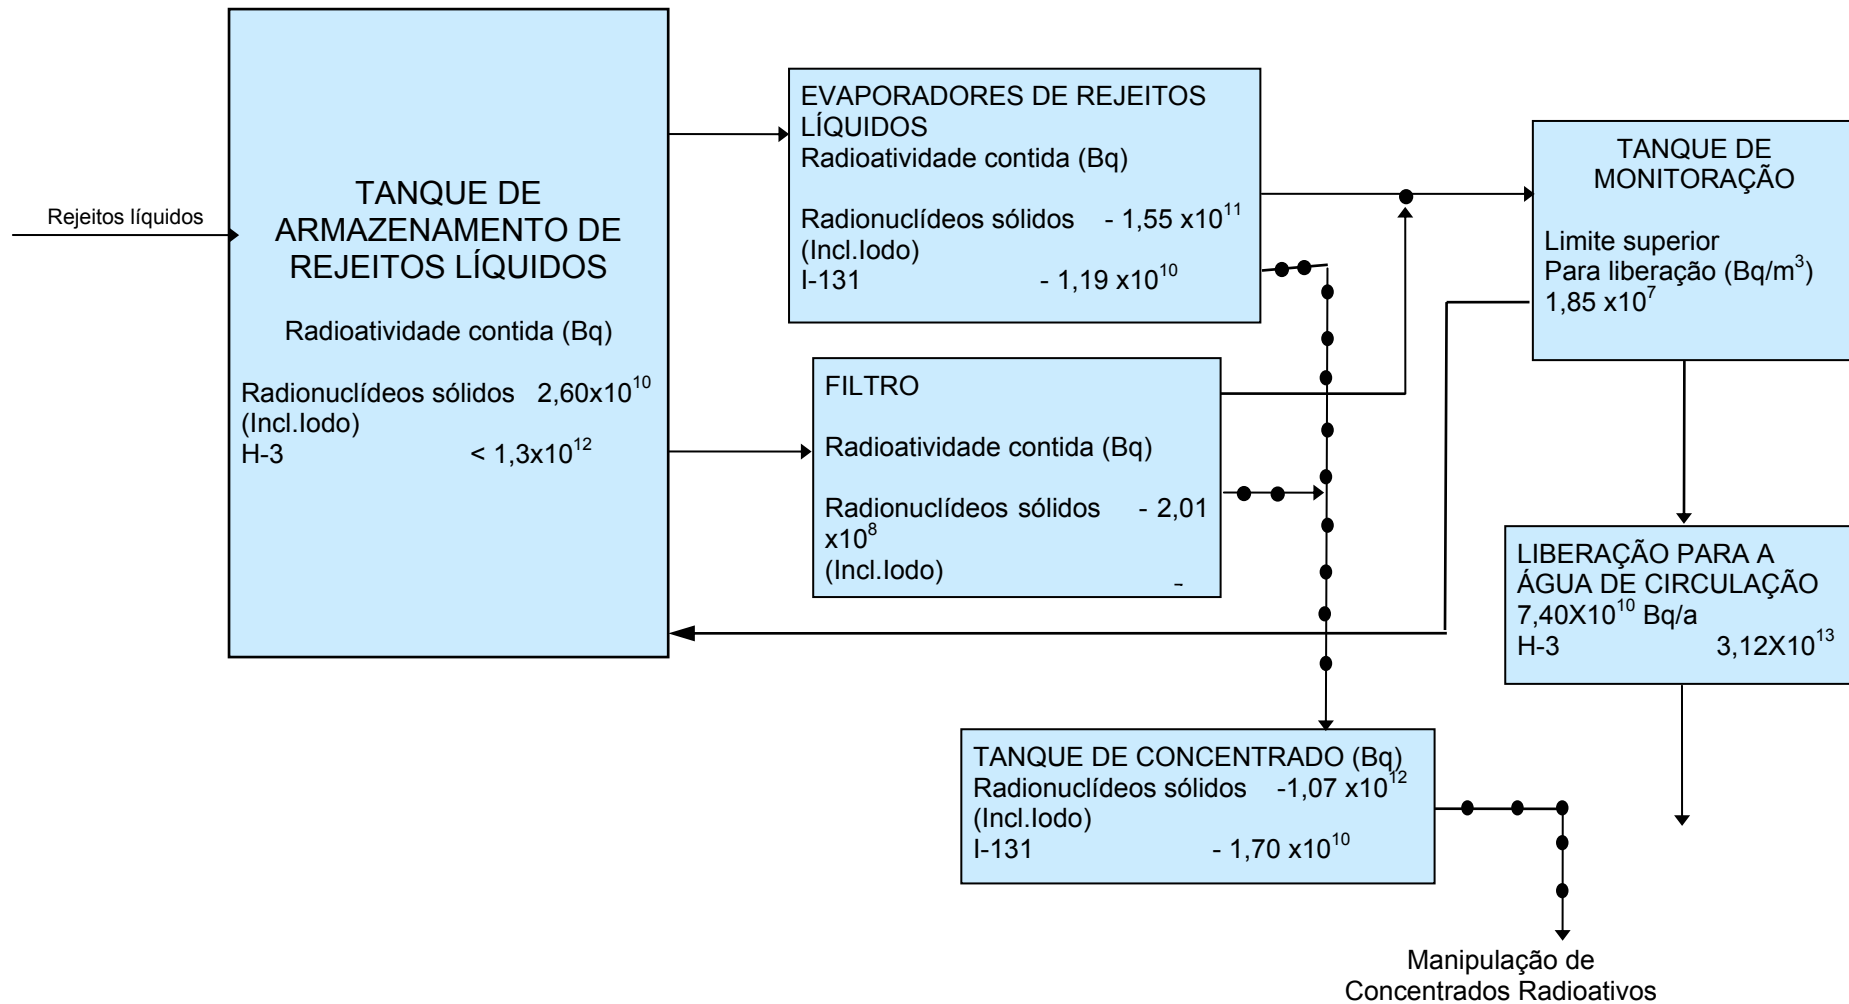 Rejeitos líquidos
TANQUE DE
ARMAZENAMENTO DE
REJEITOS LÍQUIDOS
Radioatividade contida (Bq)
Radionuclídeos sólidos 2,60x10^10
(Incl.Iodo)
H-3 < 1,3x10^12
EVAPORADORES DE REJEITOS
LÍQUIDOS
Radioatividade contida (Bq)
Radionuclídeos sólidos - 1,55 x10^11
(Incl.Iodo)
I-131 - 1,19 x10^10
FILTRO
Radioatividade contida (Bq)
Radionuclídeos sólidos - 2,01
x10^8
(Incl.Iodo)
-
TANQUE DE
MONITORAÇÃO
Limite superior
Para liberação (Bq/m^3)
1,85 x10^7
LIBERAÇÃO PARA A
ÁGUA DE CIRCULAÇÃO
7,40X10^10 Bq/a
H-3 3,12X10^13
TANQUE DE CONCENTRADO (Bq)
Radionuclídeos sólidos -1,07 x10^12
(Incl.Iodo)
I-131 - 1,70 x10^10
Manipulação de
Concentrados Radioativos